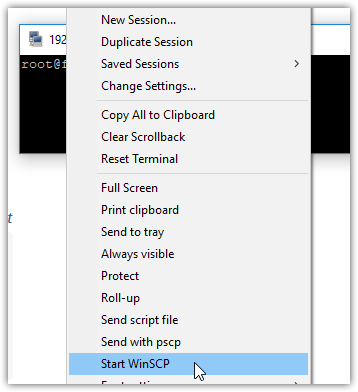 New Session...
192
Duplicate Session
root@f
Saved Sessions
Change Settings...
Copy All to Clipboard
Clear Scrollback
Reset Terminal
Full Screen
Print clipboard
Send to tray
t
Always visible
Protect
Roll-up
Send script file
Send with pscp
Start WinSCP